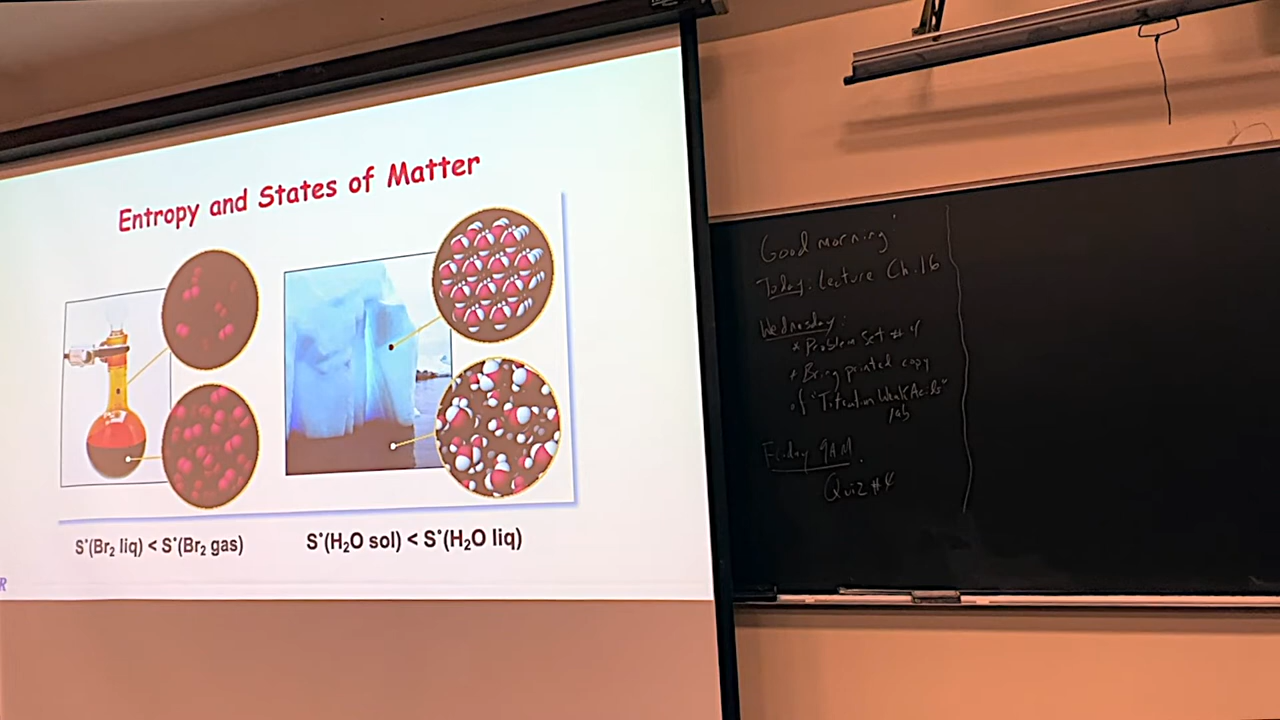 Entropy and States of Matter
S°(Br₂ liq) < S°(Br₂ gas)
S°(H₂O sol) < S°(H₂O liq)
R
Good morning
Today: Lecture Ch. 16
Wednesday:
* Problem Set #4
+ Bring printed copy
of "Titration Weak Acids"
lab
Friday 9AM
Quiz #4